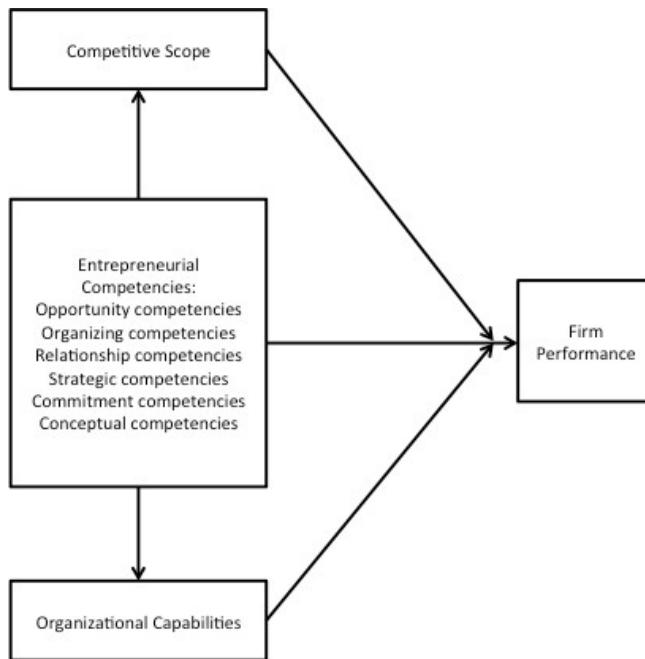 Competitive Scope
Entrepreneurial
Competencies:
Opportunity competencies
Organizing competencies
Relationship competencies
Strategic competencies
Commitment competencies
Conceptual competencies
Firm
Performance
Organizational Capabilities